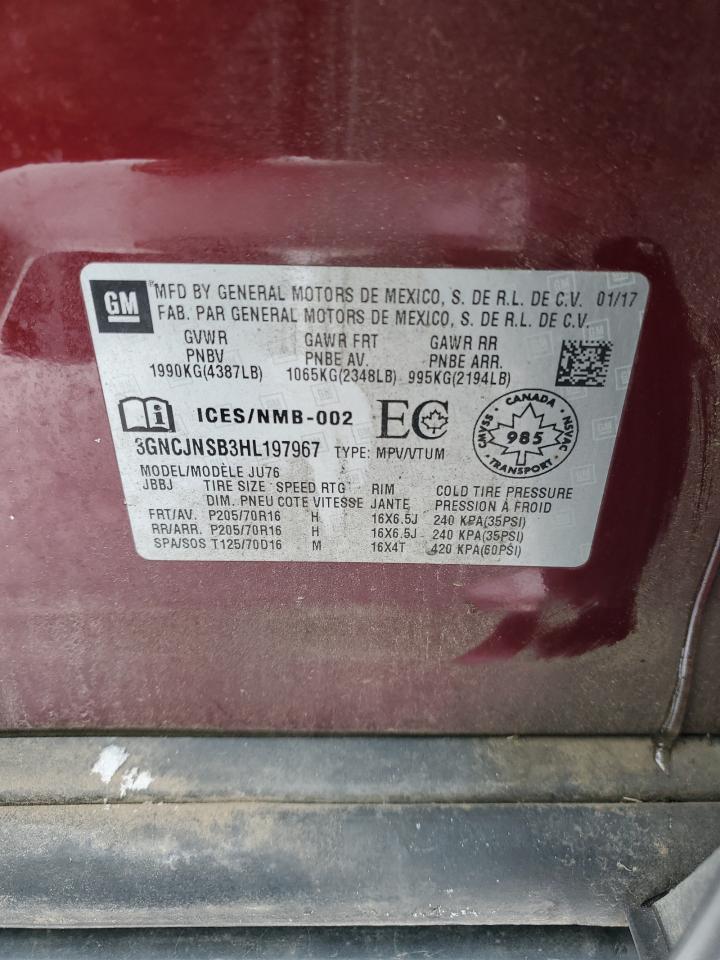 GM MFD BY GENERAL MOTORS DE MEXICO, S. DE R.L. DE C.V. 01/17
FAB. PAR GENERAL MOTORS DE MEXICO, S. DE R.L. DE C.V.
GVWR GAWR FRT GAWR RR
PNBV PNBE AV. PNBE ARR.
1990KG(4387LB) 1065KG(2348LB) 995KG(2194LB)
i ICES/NMB-002 EC
CANADA
CMVSS 985 NSVAC
TRANSPORT
3GNCJNSB3HL197967 TYPE: MPV/VTUM
MODEL/MODÈLE JU76
JBBJ TIRE SIZE SPEED RTG RIM COLD TIRE PRESSURE
DIM. PNEU COTE VITESSE JANTE PRESSION À FROID
FRT/AV. P205/70R16 H 16X6.5J 240 KPA(35PSI)
RR/ARR. P205/70R16 H 16X6.5J 240 KPA(35PSI)
SPA/SOS T125/70D16 M 16X4T 420 KPA(60PSI)